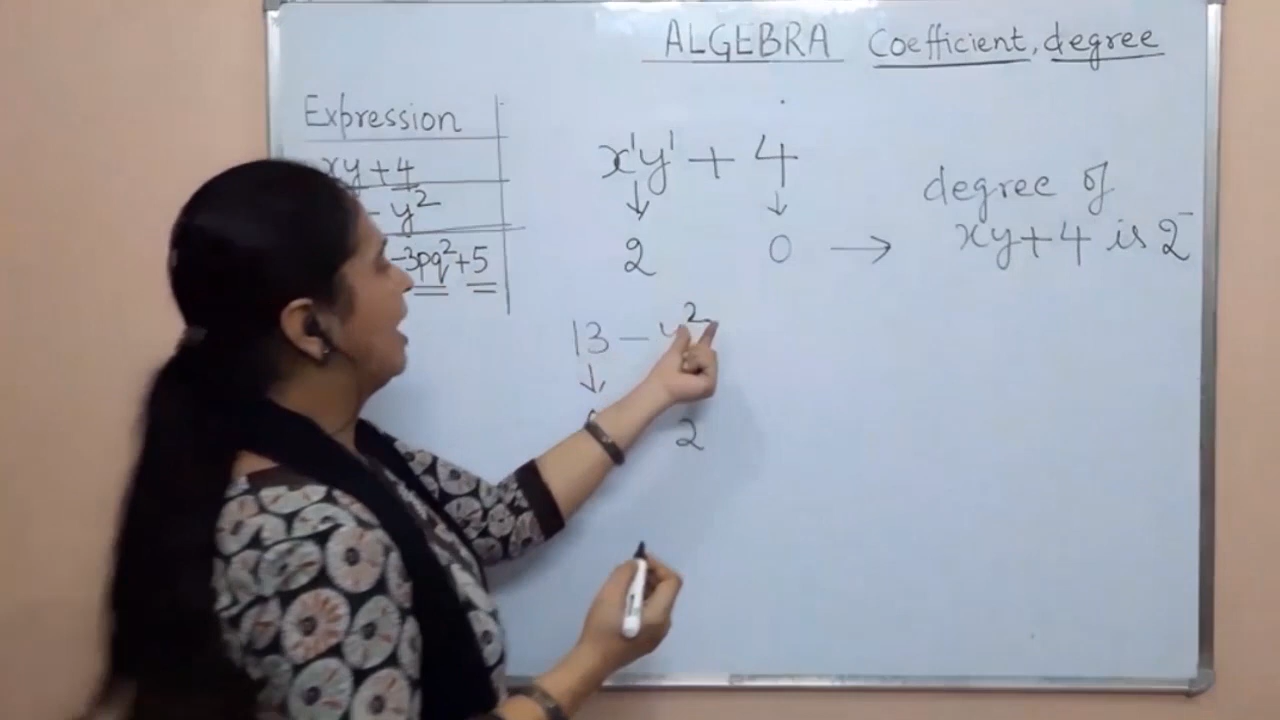 ALGEBRA Coefficient, degree
Expression
xy + 4
- y²
-3pq²+5
x¹y¹ + 4
↓ ↓
2 0 →
degree of
xy+4 is 2
13 - y²
↓
2